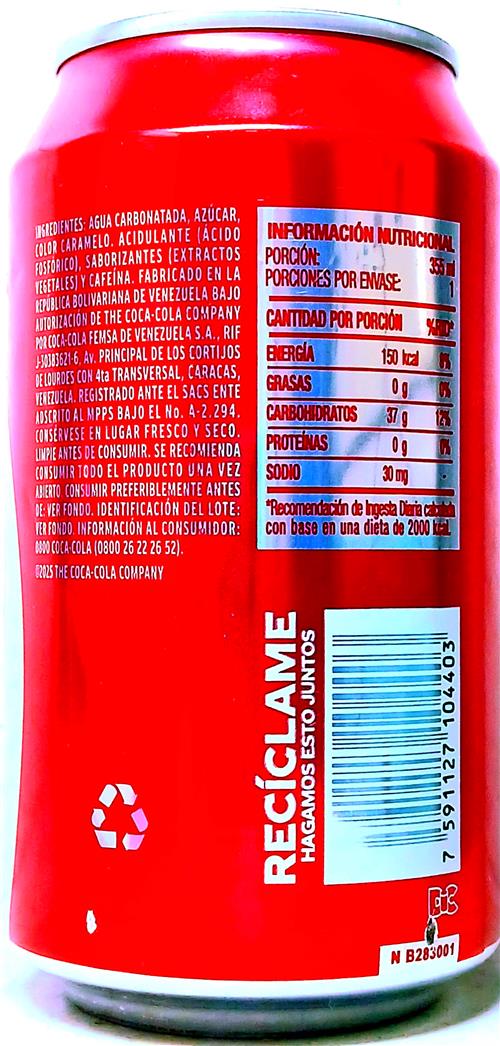 INGREDIENTES: AGUA CARBONATADA, AZÚCAR,
COLOR CARAMELO. ACIDULANTE (ÁCIDO
FOSFÓRICO), SABORIZANTES (EXTRACTOS
VEGETALES) Y CAFEÍNA. FABRICADO EN LA
REPÚBLICA BOLIVARIANA DE VENEZUELA BAJO
AUTORIZACIÓN DE THE COCA-COLA COMPANY
POR COCA-COLA FEMSA DE VENEZUELA S.A., RIF
J-30383621-6, Av. PRINCIPAL DE LOS CORTIJOS
DE LOURDES CON 4ta TRANSVERSAL, CARACAS,
VENEZUELA. REGISTRADO ANTE EL SACS ENTE
ADSCRITO AL MPPS BAJO EL No. A-2.294.
CONSÉRVESE EN LUGAR FRESCO Y SECO.
LIMPIE ANTES DE CONSUMIR. SE RECOMIENDA
CONSUMIR TODO EL PRODUCTO UNA VEZ
ABIERTO. CONSUMIR PREFERIBLEMENTE ANTES
DE: VER FONDO. IDENTIFICACIÓN DEL LOTE:
VER FONDO. INFORMACIÓN AL CONSUMIDOR:
0800 COCA-COLA (0800 26 22 26 52).
©2025 THE COCA-COLA COMPANY
INFORMACIÓN NUTRICIONAL
PORCIÓN: 355 ml
PORCIONES POR ENVASE: 1
CANTIDAD POR PORCIÓN %RID*
ENERGÍA 150 kcal 8%
GRASAS 0 g 0%
CARBOHIDRATOS 37 g 12%
PROTEÍNAS 0 g 0%
SODIO 30 mg -
*Recomendación de Ingesta Diaria calculada
con base en una dieta de 2000 kcal.
RECÍCLAME
HAGAMOS ESTO JUNTOS
7 591127 104403
N B283001